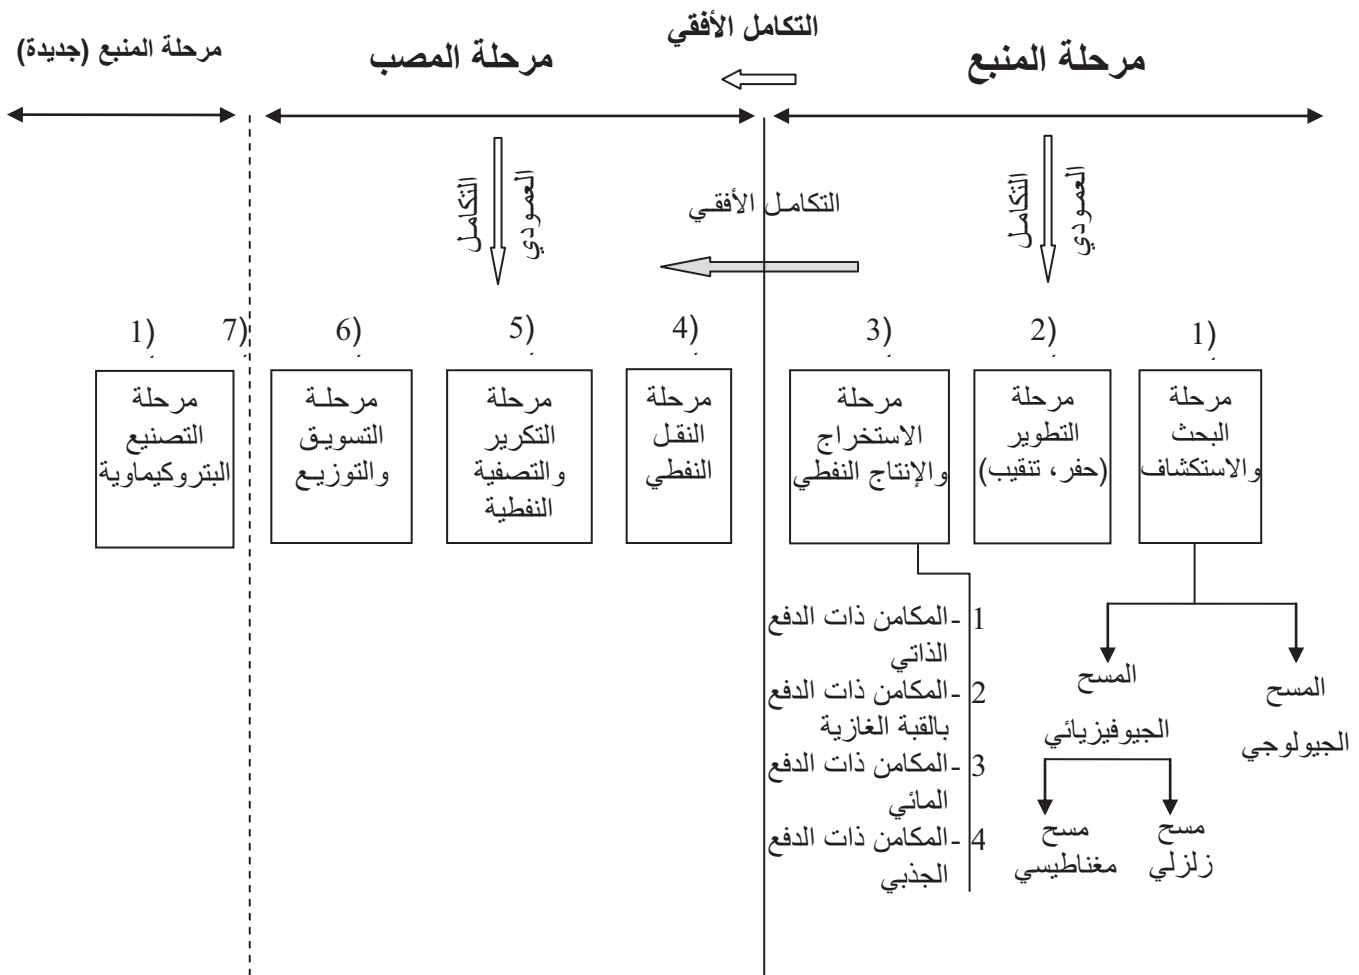 التكامل الأفقي
مرحلة المنبع
مرحلة المصب
مرحلة المنبع (جديدة)
التكامل
العمودي
التكامل
العمودي
التكامل الأفقي
1)
2)
3)
4)
5)
6)
7)
1)
مرحلة
البحث
والاستكشاف
مرحلة
التطوير
(حفر، تنقيب)
مرحلة
الاستخراج
والإنتاج النفطي
مرحلة
النقل
النفطي
مرحلة
التكرير
والتصفية
النفطية
مرحلة
التسويق
والتوزيع
مرحلة
التصنيع
البتروكيماوية
1 -المكامن ذات الدفع
الذاتي
2 -المكامن ذات الدفع
بالقبة الغازية
3 -المكامن ذات الدفع
المائي
4 -المكامن ذات الدفع
الجذبي
المسح
الجيولوجي
المسح
الجيوفيزيائي
مسح
زلزلي
مسح
مغناطيسي